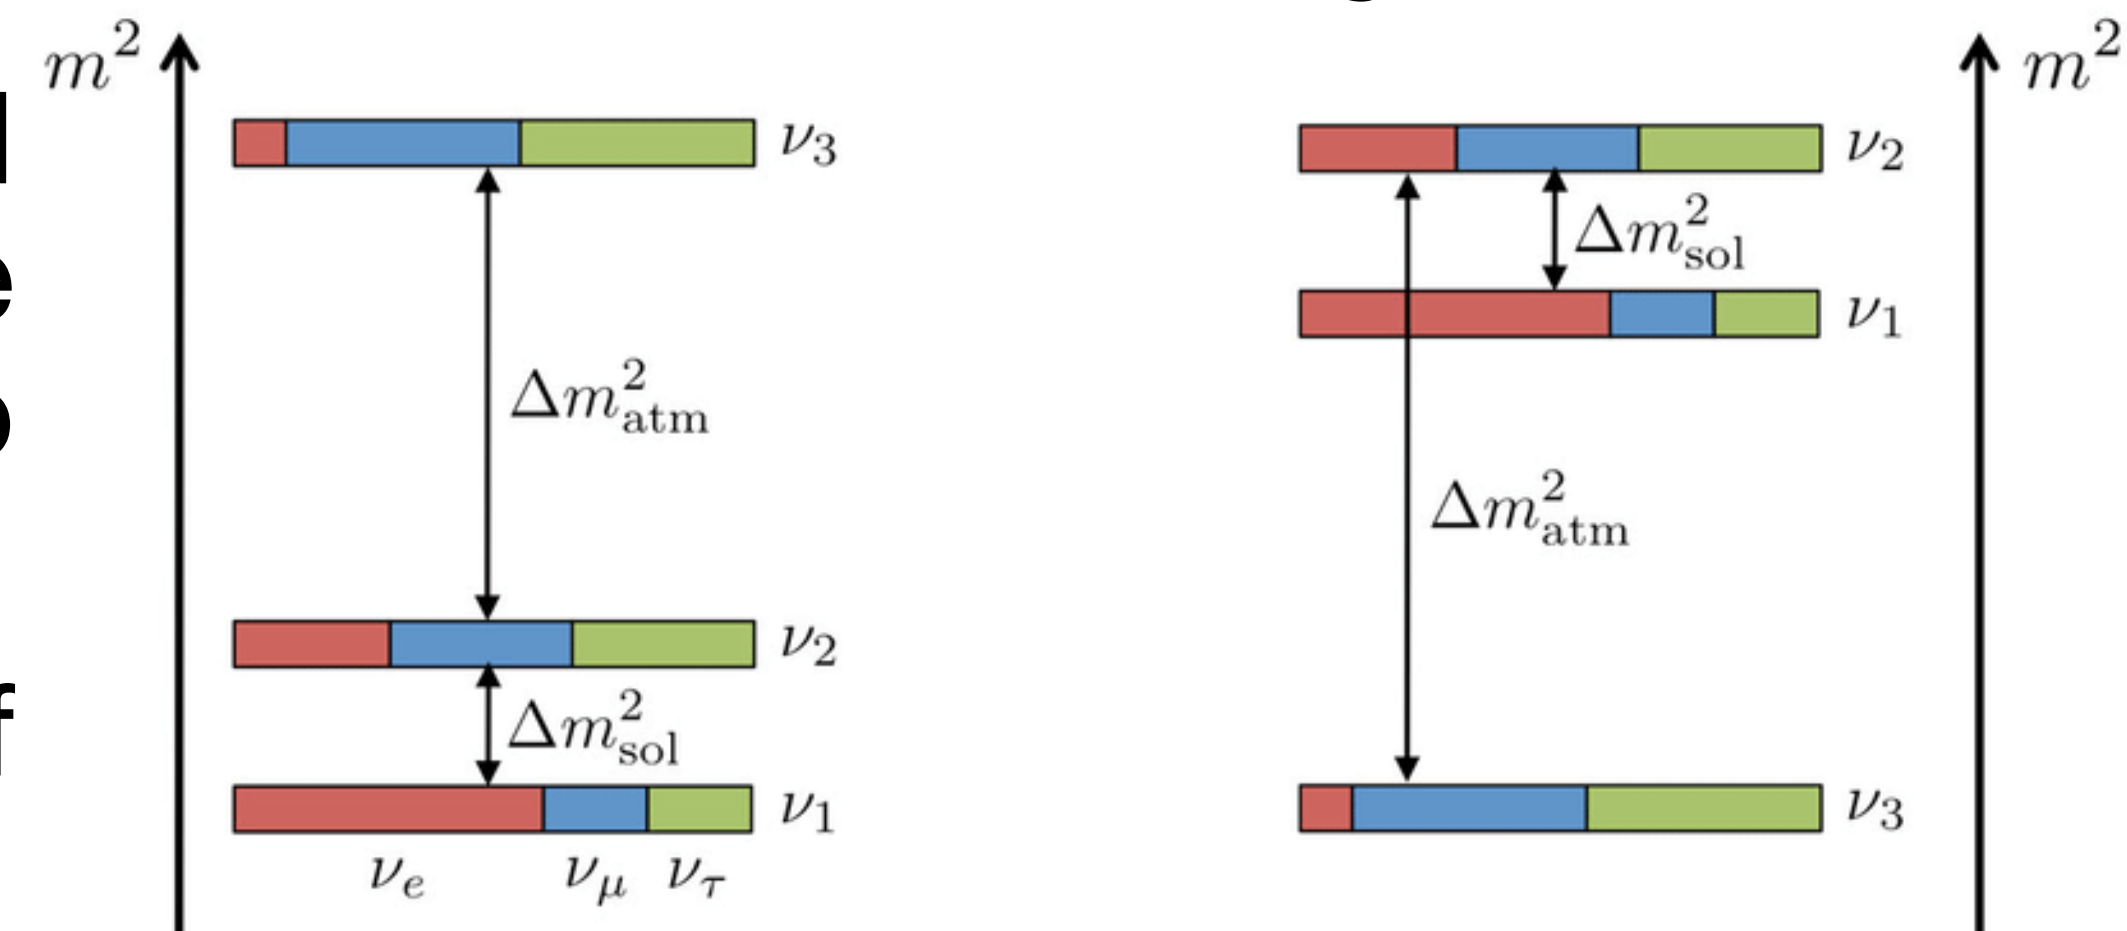 m²
m²
ν₃
Δm²atm
ν₂
Δm²sol
ν₁
νe νμ ντ
ν₂
Δm²sol
ν₁
Δm²atm
ν₃